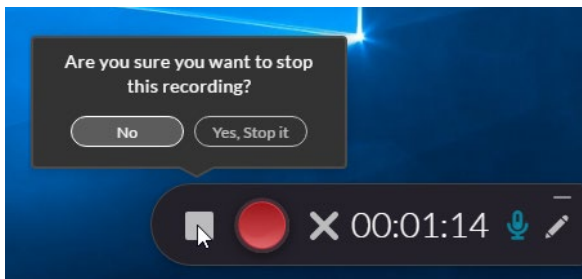 Are you sure you want to stop
this recording?
No
Yes, Stop it
00:01:14